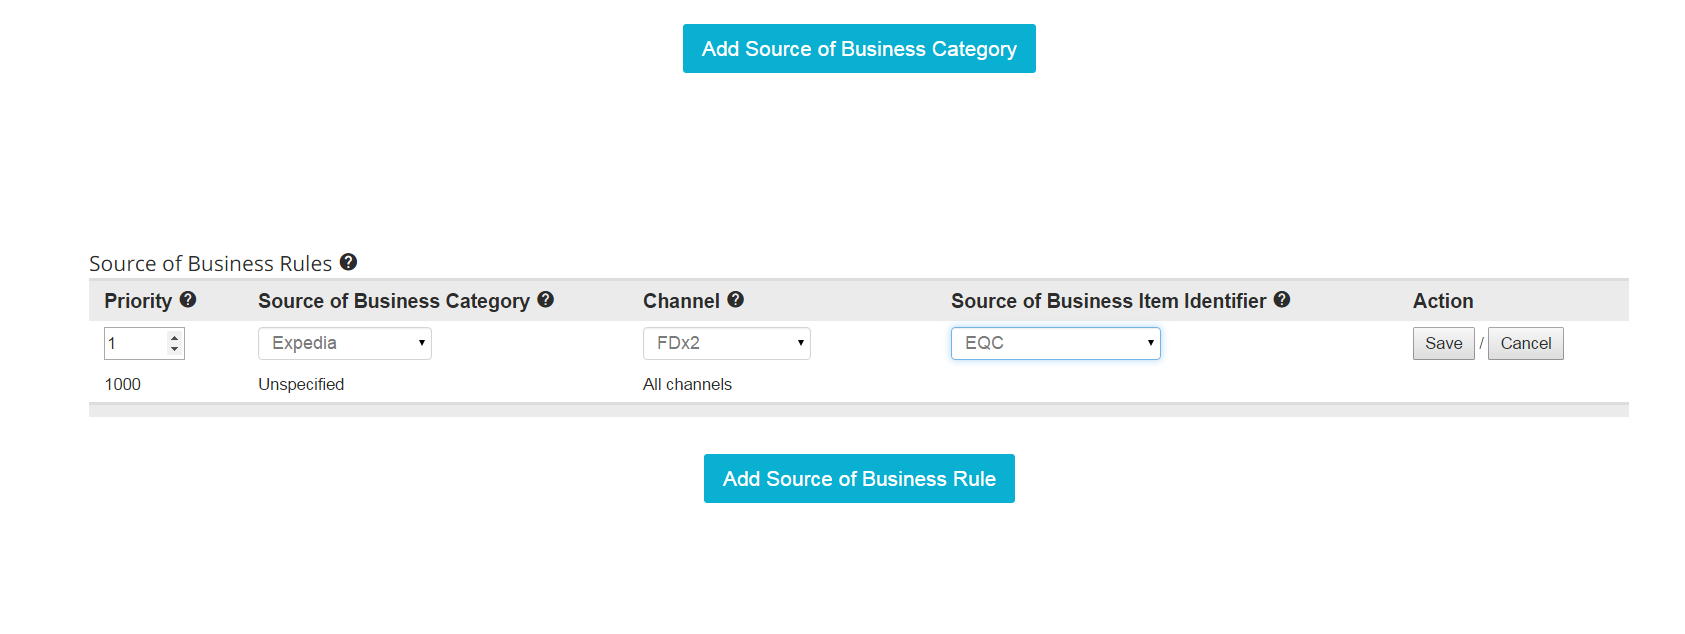 Add Source of Business Category
Source of Business Rules ?
Priority ? Source of Business Category ? Channel ? Source of Business Item Identifier ? Action
1 Expedia FDx2 EQC Save / Cancel
1000 Unspecified All channels
Add Source of Business Rule